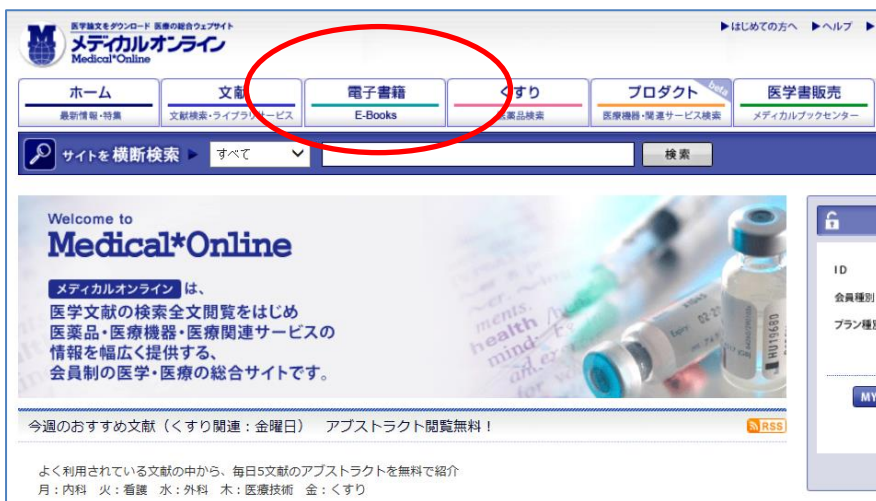 医学論文をダウンロード 医療の総合ウェブサイト
メディカルオンライン
Medical*Online
▶はじめての方へ ▶ヘルプ ▶
ホーム 文献 電子書籍 くすり プロダクト beta 医学書販売
最新情報・特集 文献検索・ライブラリサービス E-Books 医薬品検索 医療機器・関連サービス検索 メディカルブックセンター
サイトを横断検索 ▶ すべて 検索
Welcome to
Medical*Online
メディカルオンライン は、
医学文献の検索全文閲覧をはじめ
医薬品・医療機器・医療関連サービスの
情報を幅広く提供する、
会員制の医学・医療の総合サイトです。
ments.
health
mind
and
HU19680
ID
会員種別
プラン種別
MY
今週のおすすめ文献（くすり関連：金曜日） アブストラクト閲覧無料！
RSS
よく利用されている文献の中から、毎日5文献のアブストラクトを無料で紹介
月：内科 火：看護 水：外科 木：医療技術 金：くすり